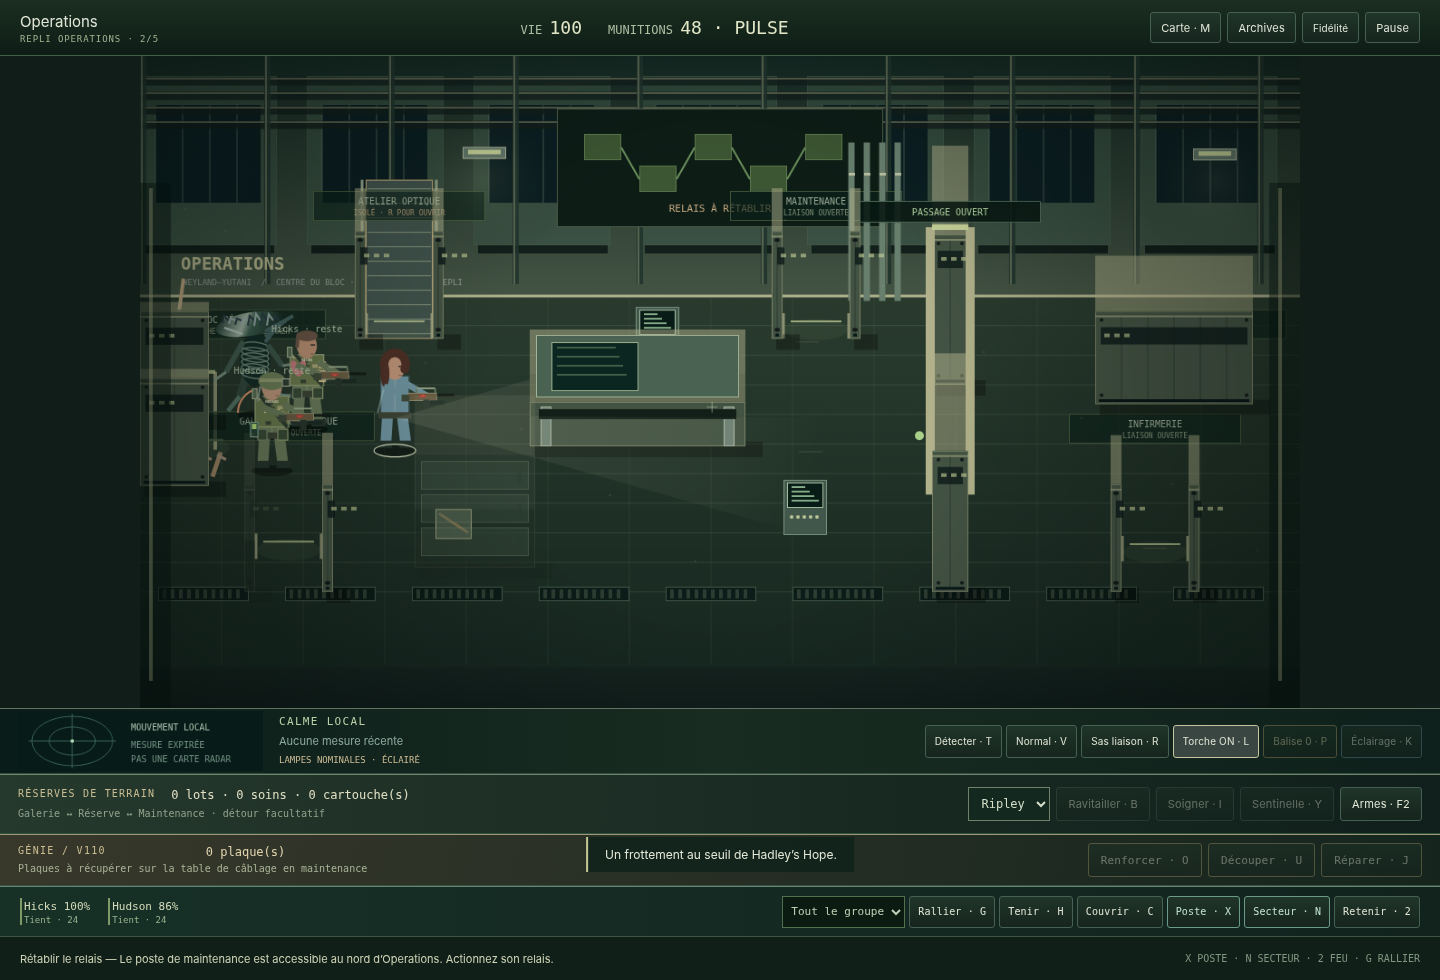 Operations
REPLI OPERATIONS · 2/5
VIE 100 MUNITIONS 48 · PULSE
Carte · M
Archives
Fidélité
Pause
ATELIER OPTIQUE
ISOLÉ · R POUR OUVRIR
RELAIS À RÉTABLIR
MAINTENANCE
LIAISON OUVERTE
PASSAGE OUVERT
OPERATIONS
WEYLAND-YUTANI / CENTRE DU BLOC ·
EPLI
Hicks · reste
Hudson · reste
INFIRMERIE
LIAISON OUVERTE
MOUVEMENT LOCAL
MESURE EXPIRÉE
PAS UNE CARTE RADAR
CALME LOCAL
Aucune mesure récente
LAMPES NOMINALES · ÉCLAIRÉ
Détecter · T
Normal · V
Sas liaison · R
Torche ON · L
Balise 0 · P
Éclairage · K
RÉSERVES DE TERRAIN 0 lots · 0 soins · 0 cartouche(s)
Galerie ↔ Réserve ↔ Maintenance · détour facultatif
Ripley
Ravitailler · B
Soigner · I
Sentinelle · Y
Armes · F2
GÉNIE / V110 0 plaque(s)
Plaques à récupérer sur la table de câblage en maintenance
Un frottement au seuil de Hadley’s Hope.
Renforcer · O
Découper · U
Réparer · J
Hicks 100%
Tient · 24
Hudson 86%
Tient · 24
Tout le groupe
Rallier · G
Tenir · H
Couvrir · C
Poste · X
Secteur · N
Retenir · 2
Rétablir le relais — Le poste de maintenance est accessible au nord d’Operations. Actionnez son relais.
X POSTE · N SECTEUR · 2 FEU · G RALLIER